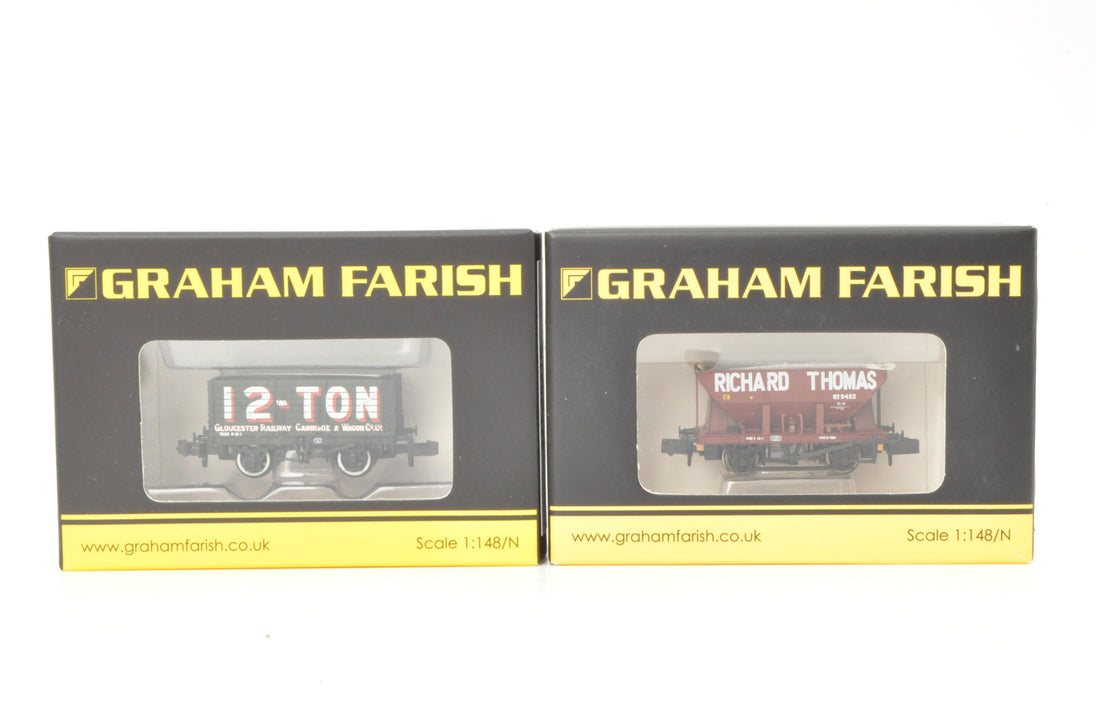 GRAHAM FARISH
12-TON
GLOUCESTER RAILWAY CARRIAGE & WAGON
www.grahamfarish.co.uk
Scale 1:148/N
GRAHAM FARISH
RICHARD THOMAS
9452
www.grahamfarish.co.uk
Scale 1:148/N